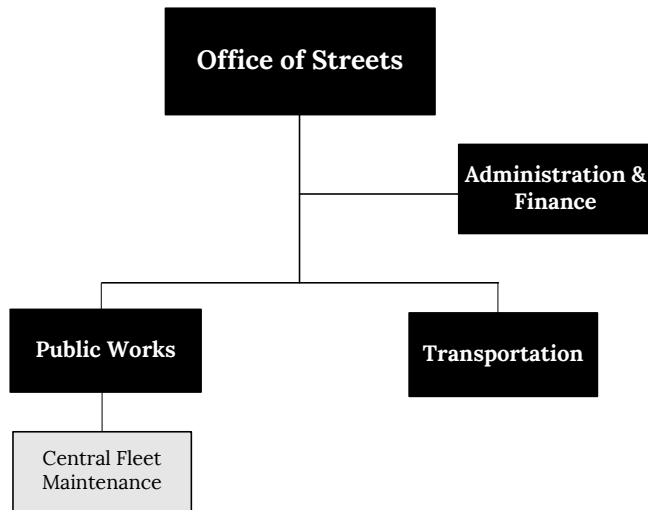 Office of Streets
Administration &
Finance
Public Works
Transportation
Central Fleet
Maintenance